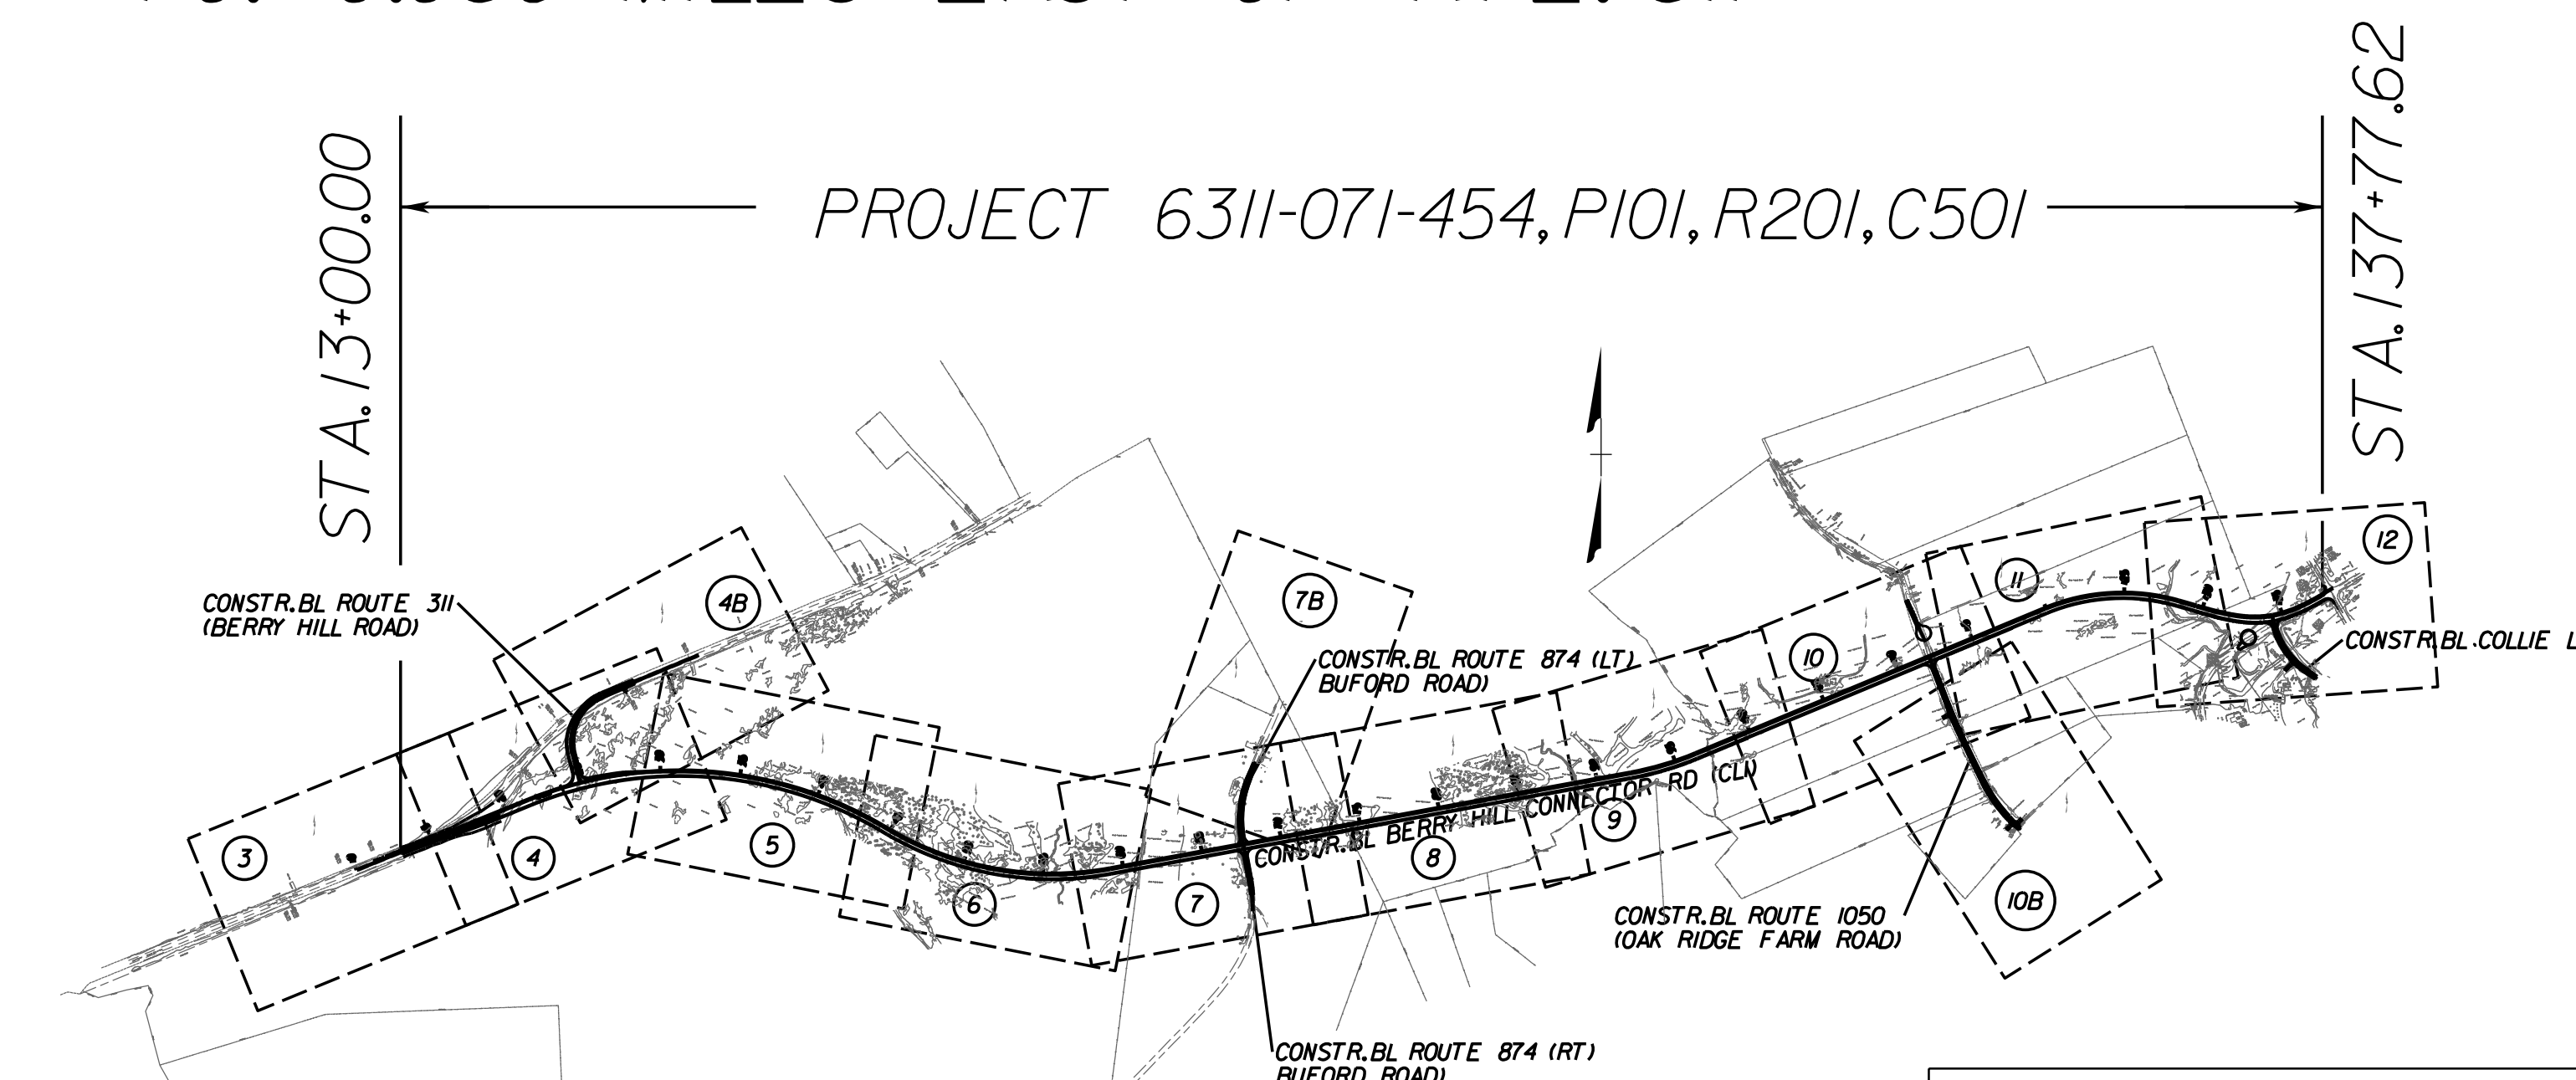 STA. 13+00.00
PROJECT 6311-071-454, P101, R201, C501
STA. 137+77.62
CONSTR. BL ROUTE 311
(BERRY HILL ROAD)
4B
7B
11
12
CONSTR. BL ROUTE 874 (LT)
BUFORD ROAD)
10
CONSTR. BL COLLIE L
CONSTR. BL BERRY HILL CONNECTOR RD (CL1)
3
4
5
6
7
8
9
10B
CONSTR. BL ROUTE 1050
(OAK RIDGE FARM ROAD)
CONSTR. BL ROUTE 874 (RT)
BUFORD ROAD)